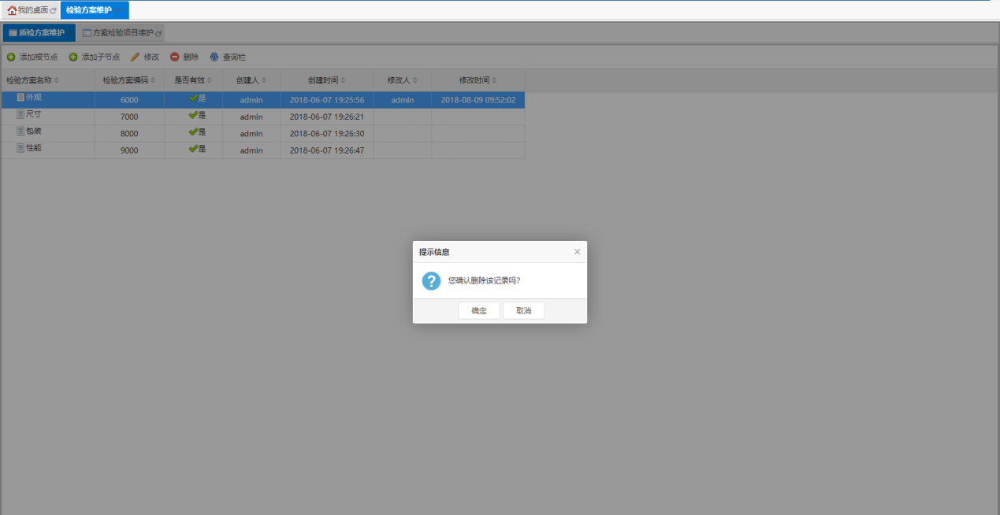 我的桌面 检验方案维护
质检方案维护 方案检验项目维护
添加根节点 添加子节点 修改 删除 查询栏
检验方案名称 检验方案编码 是否有效 创建人 创建时间 修改人 修改时间
外观 6000 是 admin 2018-06-07 19:25:56 admin 2018-08-09 09:52:02
尺寸 7000 是 admin 2018-06-07 19:26:21
包装 8000 是 admin 2018-06-07 19:26:30
性能 9000 是 admin 2018-06-07 19:26:47
提示信息
您确认删除该记录吗?
确定 取消